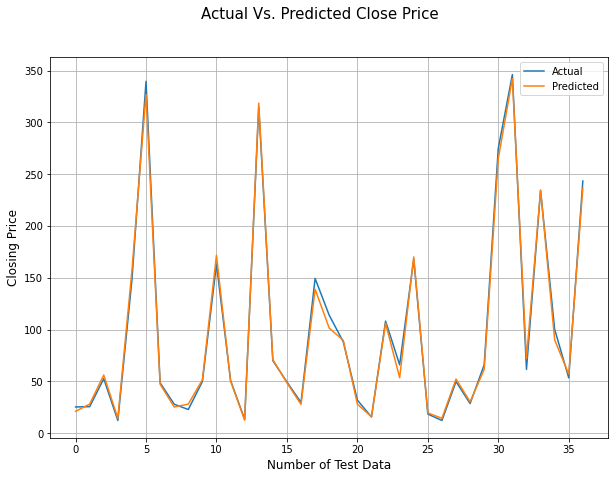 Actual Vs. Predicted Close Price
Actual
Predicted
350
300
250
200
150
100
50
0
Closing Price
0 5 10 15 20 25 30 35
Number of Test Data